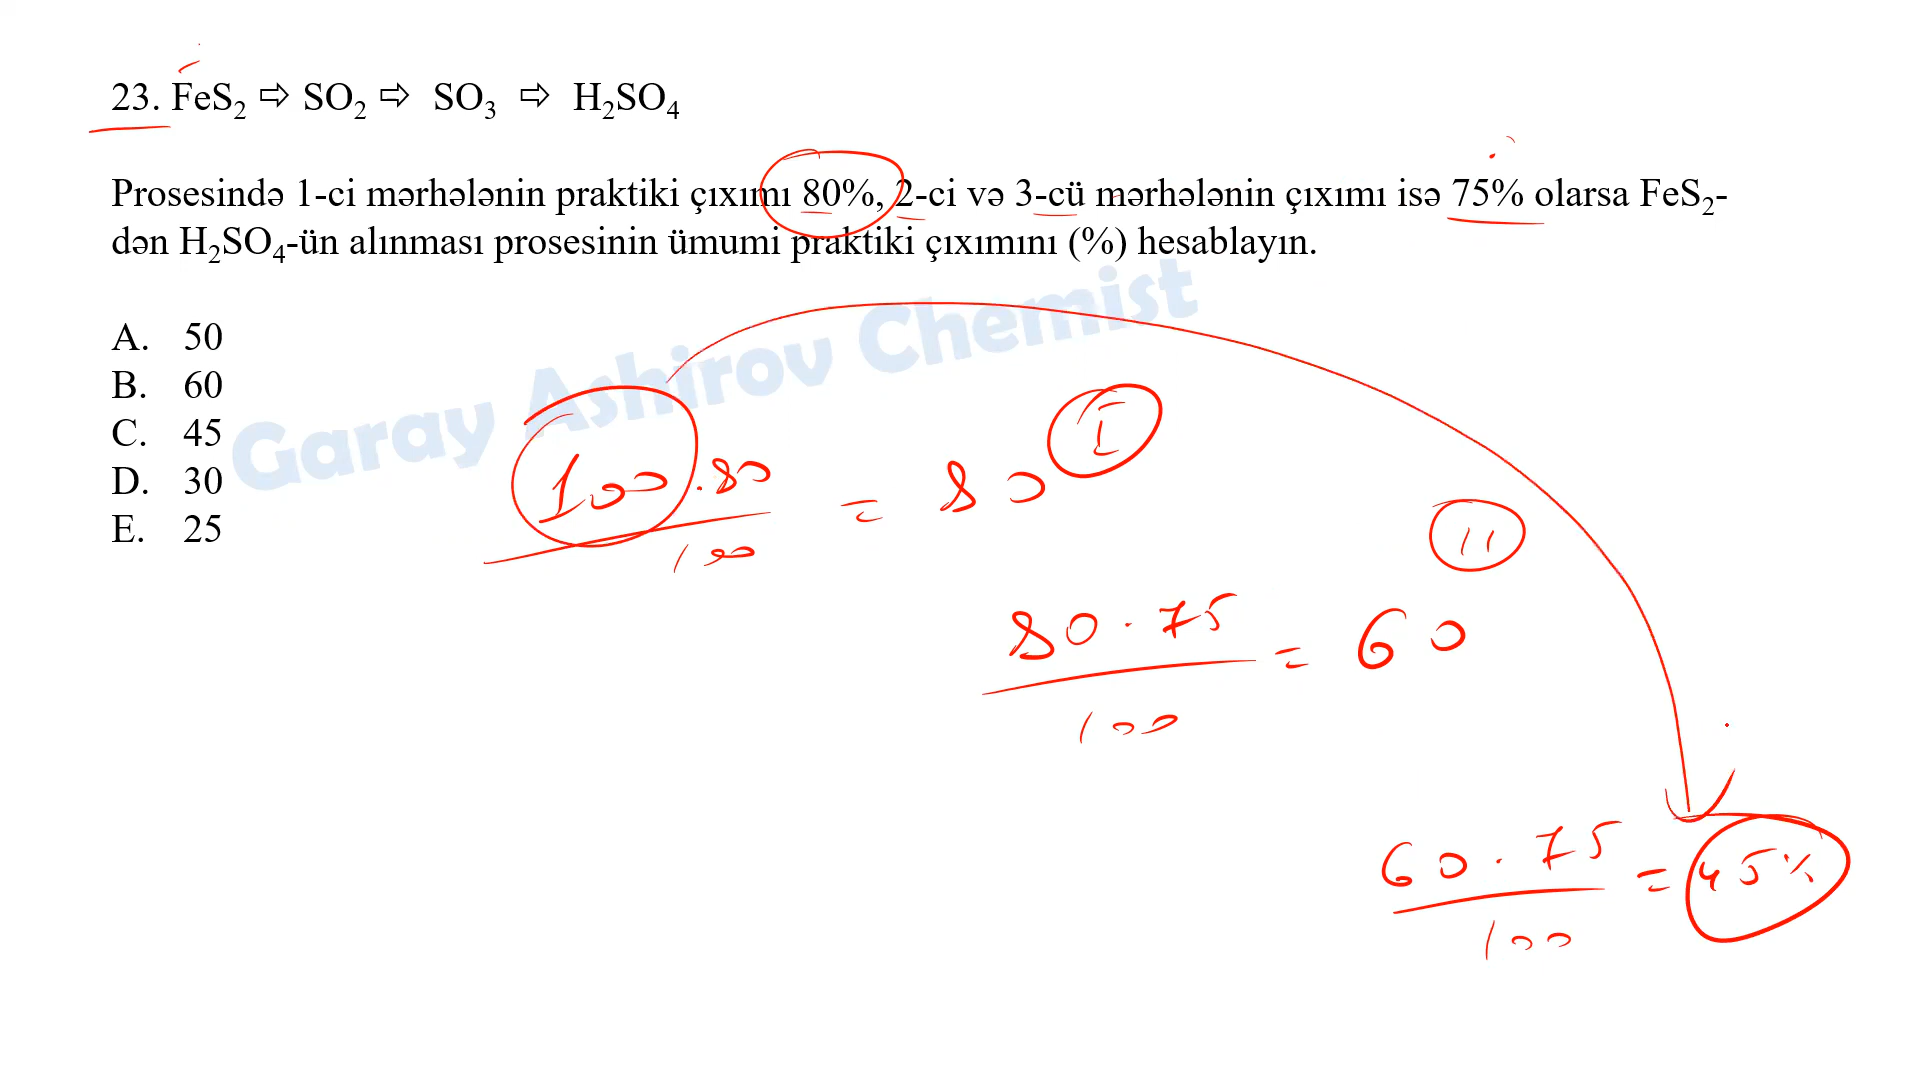 23. FeS₂ ⇨ SO₂ ⇨ SO₃ ⇨ H₂SO₄
Prosesində 1-ci mərhələnin praktiki çıxımı 80%, 2-ci və 3-cü mərhələnin çıxımı isə 75% olarsa FeS₂-
dən H₂SO₄-ün alınması prosesinin ümumi praktiki çıxımını (%) hesablayın.
A. 50
B. 60
C. 45
D. 30
E. 25
Garay Ashirov Chemist
100 . 80
100
= 80
I
II
80 . 75
100
= 60
60 . 75
100
= 45%